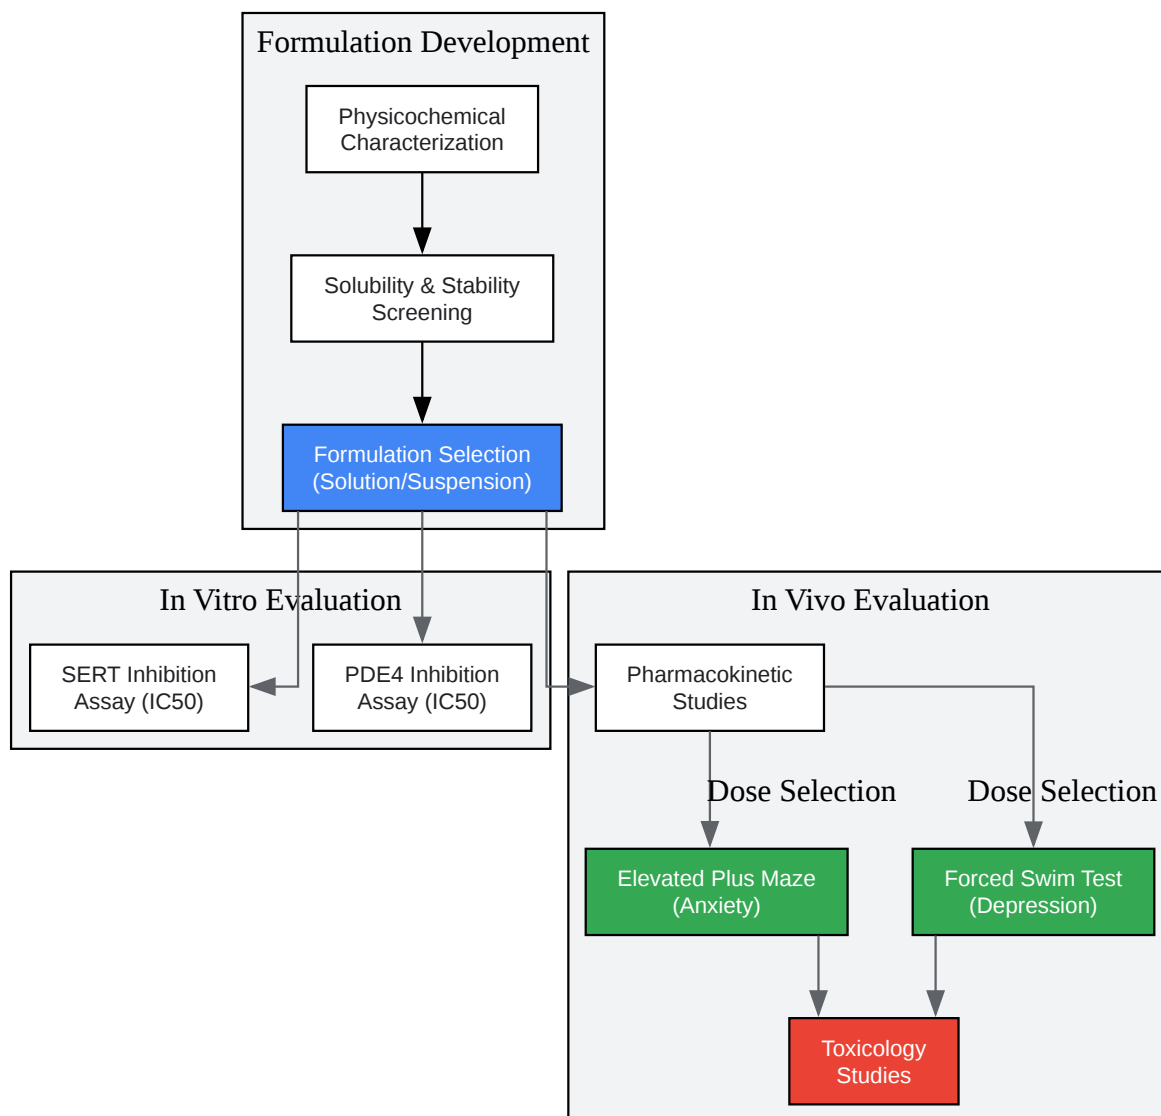 Formulation Development
Physicochemical
Characterization
Solubility & Stability
Screening
Formulation Selection
(Solution/Suspension)
In Vitro Evaluation
SERT Inhibition
Assay (IC50)
PDE4 Inhibition
Assay (IC50)
In Vivo Evaluation
Pharmacokinetic
Studies
Dose Selection
Dose Selection
Elevated Plus Maze
(Anxiety)
Forced Swim Test
(Depression)
Toxicology
Studies